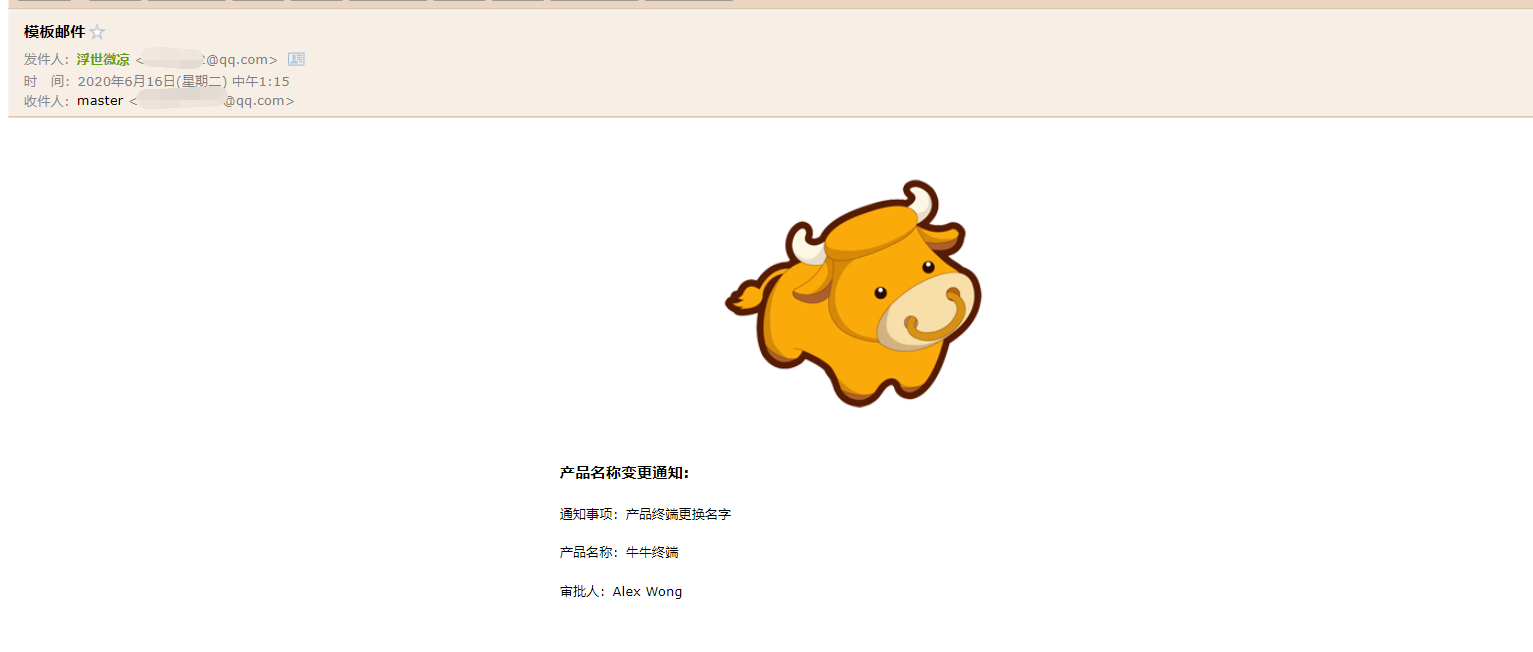 模板邮件
发件人：浮世微凉 <2@qq.com>
时 间：2020年6月16日(星期二) 中午1:15
收件人：master <@qq.com>
产品名称变更通知：
通知事项：产品终端更换名字
产品名称：牛牛终端
审批人：Alex Wong